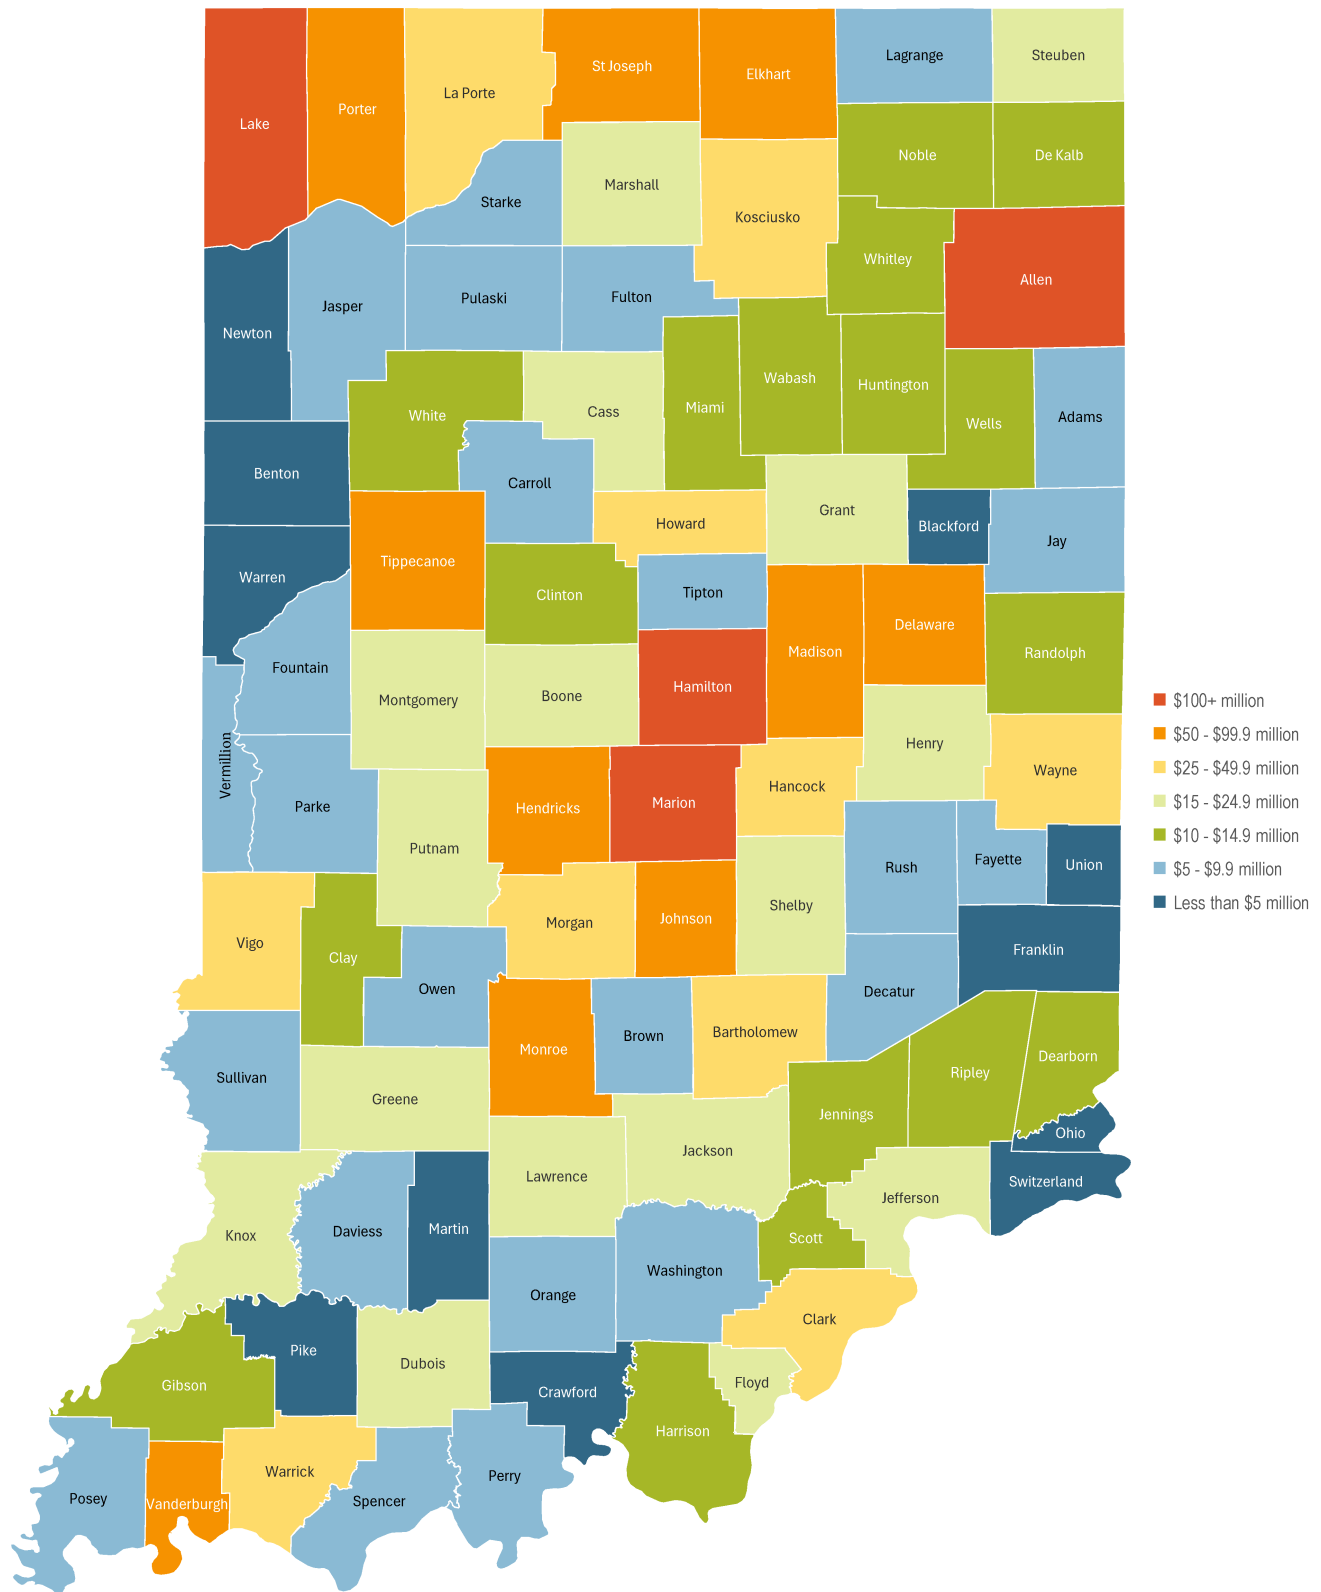 Lagrange
Steuben
St Joseph
Elkhart
La Porte
Porter
Lake
Noble
De Kalb
Marshall
Starke
Kosciusko
Whitley
Allen
Pulaski
Fulton
Jasper
Newton
Wabash
Huntington
Miami
Cass
White
Wells
Adams
Benton
Carroll
Grant
Howard
Blackford
Jay
Tippecanoe
Warren
Clinton
Tipton
Delaware
Madison
Randolph
Fountain
Hamilton
Boone
Montgomery
Henry
Wayne
Vermillion
Hancock
Marion
Parke
Hendricks
Putnam
Rush
Fayette
Union
Shelby
Johnson
Morgan
Vigo
Clay
Franklin
Owen
Decatur
Bartholomew
Brown
Monroe
Dearborn
Ripley
Sullivan
Greene
Jennings
Ohio
Jackson
Lawrence
Switzerland
Jefferson
Martin
Daviess
Knox
Scott
Washington
Orange
Clark
Pike
Dubois
Floyd
Gibson
Crawford
Harrison
Warrick
Perry
Posey
Spencer
Vanderburgh
$100+ million
$50 - $99.9 million
$25 - $49.9 million
$15 - $24.9 million
$10 - $14.9 million
$5 - $9.9 million
Less than $5 million